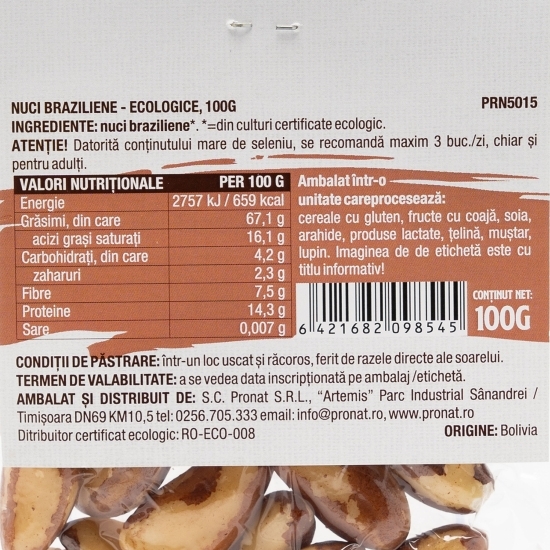 NUCI BRAZILIENE - ECOLOGICE, 100G PRN5015
INGREDIENTE: nuci braziliene*. *=din culturi certificate ecologic.
ATENȚIE! Datorită conținutului mare de seleniu, se recomandă maxim 3 buc./zi, chiar și
pentru adulți.
VALORI NUTRIȚIONALE PER 100 G
Energie 2757 kJ / 659 kcal
Grăsimi, din care 67,1 g
acizi grași saturați 16,1 g
Carbohidrați, din care 4,2 g
zaharuri 2,3 g
Fibre 7,5 g
Proteine 14,3 g
Sare 0,007 g
Ambalat într-o
unitate careprocesează:
cereale cu gluten, fructe cu coajă, soia,
arahide, produse lactate, țelină, muștar,
lupin. Imaginea de de etichetă este cu
titlu informativ!
6 421682 098545
CONȚINUT NET:
100G
CONDIȚII DE PĂSTRARE: într-un loc uscat și răcoros, ferit de razele directe ale soarelui.
TERMEN DE VALABILITATE: a se vedea data inscripționată pe ambalaj /etichetă.
AMBALAT ȘI DISTRIBUIT DE: S.C. Pronat S.R.L., “Artemis” Parc Industrial Sânandrei /
Timișoara DN69 KM10,5 tel: 0256.705.333 email: info@pronat.ro, www.pronat.ro.
Ditribuitor certificat ecologic: RO-ECO-008
ORIGINE: Bolivia